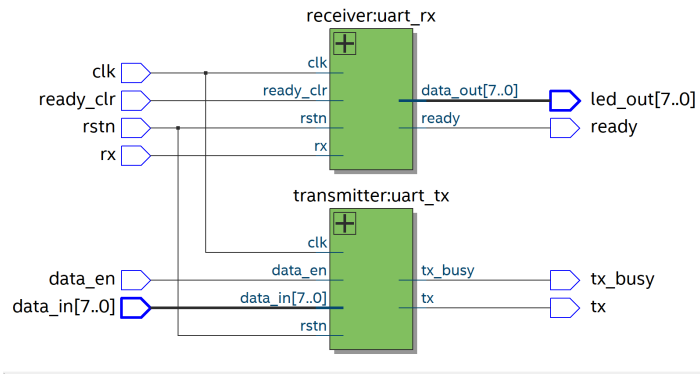 receiver:uart_rx
clk
clk
data_out[7..0]
led_out[7..0]
ready_clr
ready_clr
ready
ready
rstn
rstn
rx
rx
transmitter:uart_tx
clk
data_en
data_en
tx_busy
tx_busy
data_in[7..0]
data_in[7..0]
tx
tx
rstn